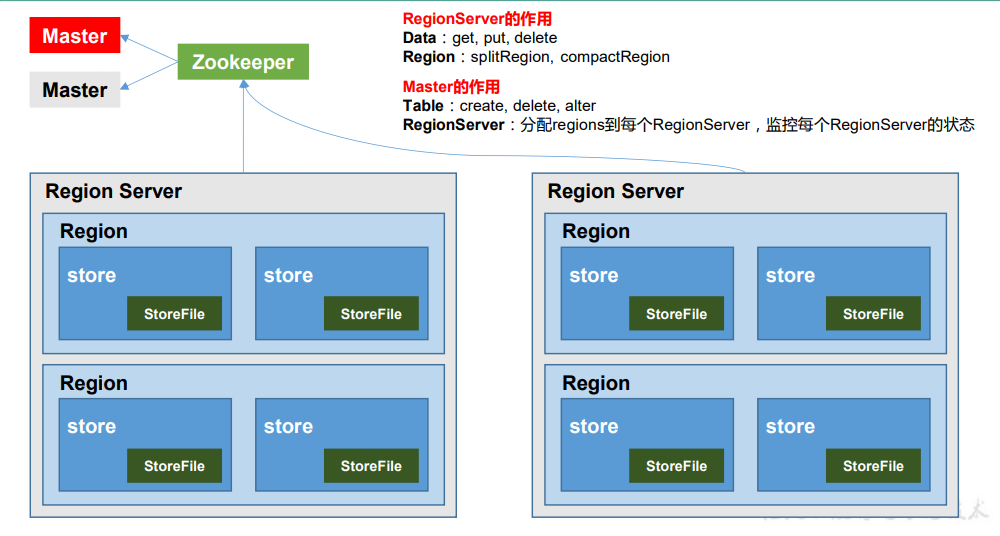 Master
Master
Zookeeper
RegionServer的作用
Data：get, put, delete
Region：splitRegion, compactRegion
Master的作用
Table：create, delete, alter
RegionServer：分配regions到每个RegionServer，监控每个RegionServer的状态
Region Server
Region
store
StoreFile
store
StoreFile
Region
store
StoreFile
store
StoreFile
Region Server
Region
store
StoreFile
store
StoreFile
Region
store
StoreFile
store
StoreFile